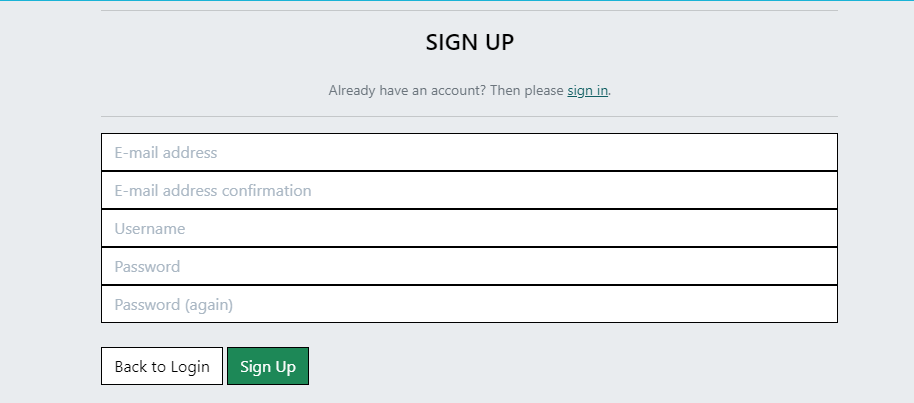 SIGN UP
Already have an account? Then please sign in.
E-mail address
E-mail address confirmation
Username
Password
Password (again)
Back to Login Sign Up